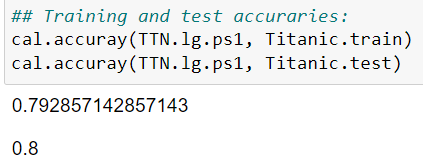 ## Training and test accuraries:
cal.accuray(TTN.lg.ps1, Titanic.train)
cal.accuray(TTN.lg.ps1, Titanic.test)
0.792857142857143
0.8